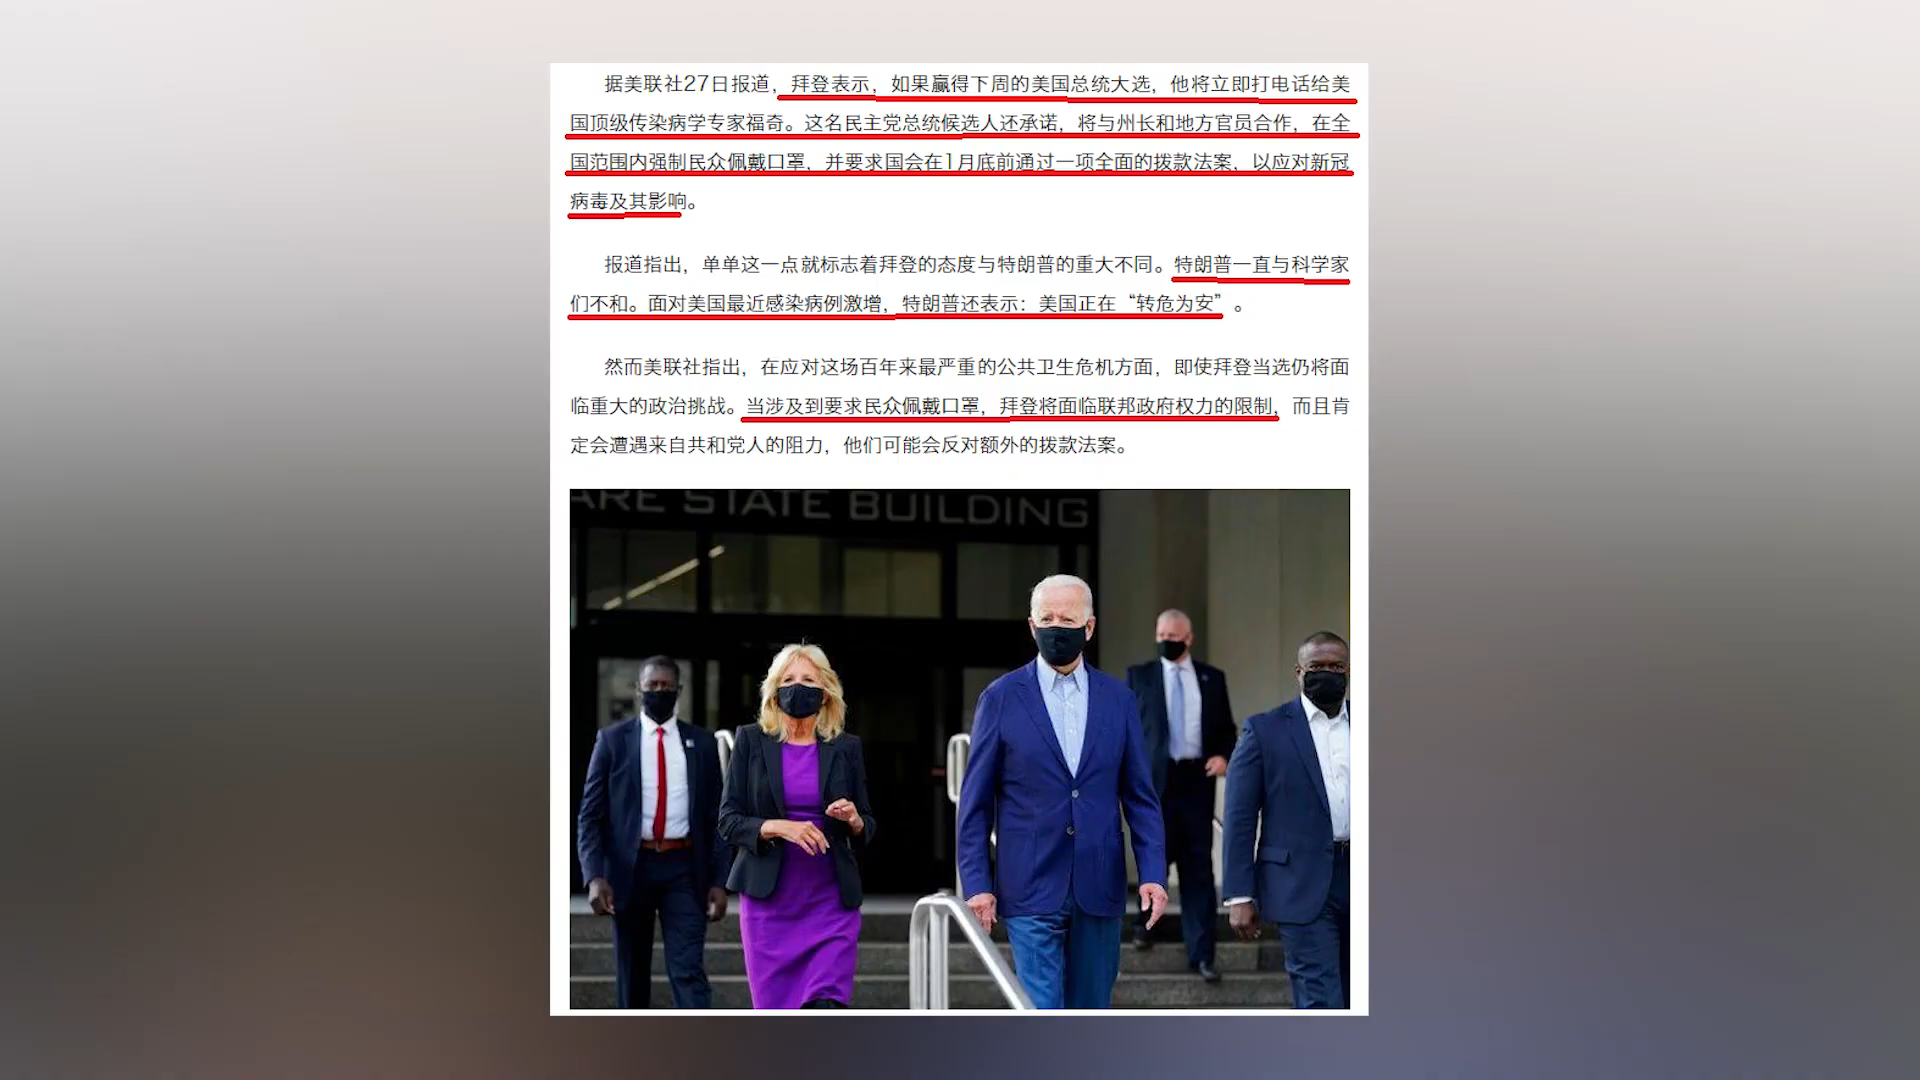 据美联社27日报道，拜登表示，如果赢得下周的美国总统大选，他将立即打电话给美
国顶级传染病学专家福奇。这名民主党总统候选人还承诺，将与州长和地方官员合作，在全
国范围内强制民众佩戴口罩，并要求国会在1月底前通过一项全面的拨款法案，以应对新冠
病毒及其影响。
报道指出，单单这一点就标志着拜登的态度与特朗普的重大不同。特朗普一直与科学家
们不和。面对美国最近感染病例激增，特朗普还表示：美国正在“转危为安”。
然而美联社指出，在应对这场百年来最严重的公共卫生危机方面，即使拜登当选仍将面
临重大的政治挑战。当涉及到要求民众佩戴口罩，拜登将面临联邦政府权力的限制，而且肯
定会遭遇来自共和党人的阻力，他们可能会反对额外的拨款法案。
ARE STATE BUILDING